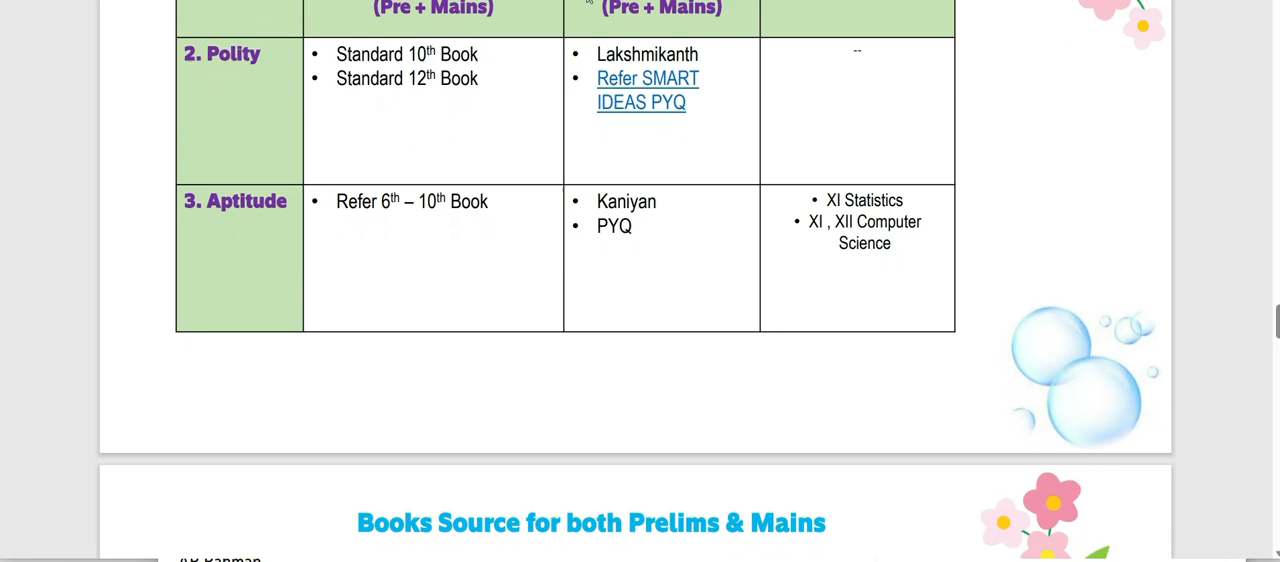 (Pre + Mains)
(Pre + Mains)
2. Polity
• Standard 10th Book
• Standard 12th Book
• Lakshmikanth
• Refer SMART
IDEAS PYQ
--
3. Aptitude
• Refer 6th – 10th Book
• Kaniyan
• PYQ
• XI Statistics
• XI , XII Computer
Science
Books Source for both Prelims & Mains